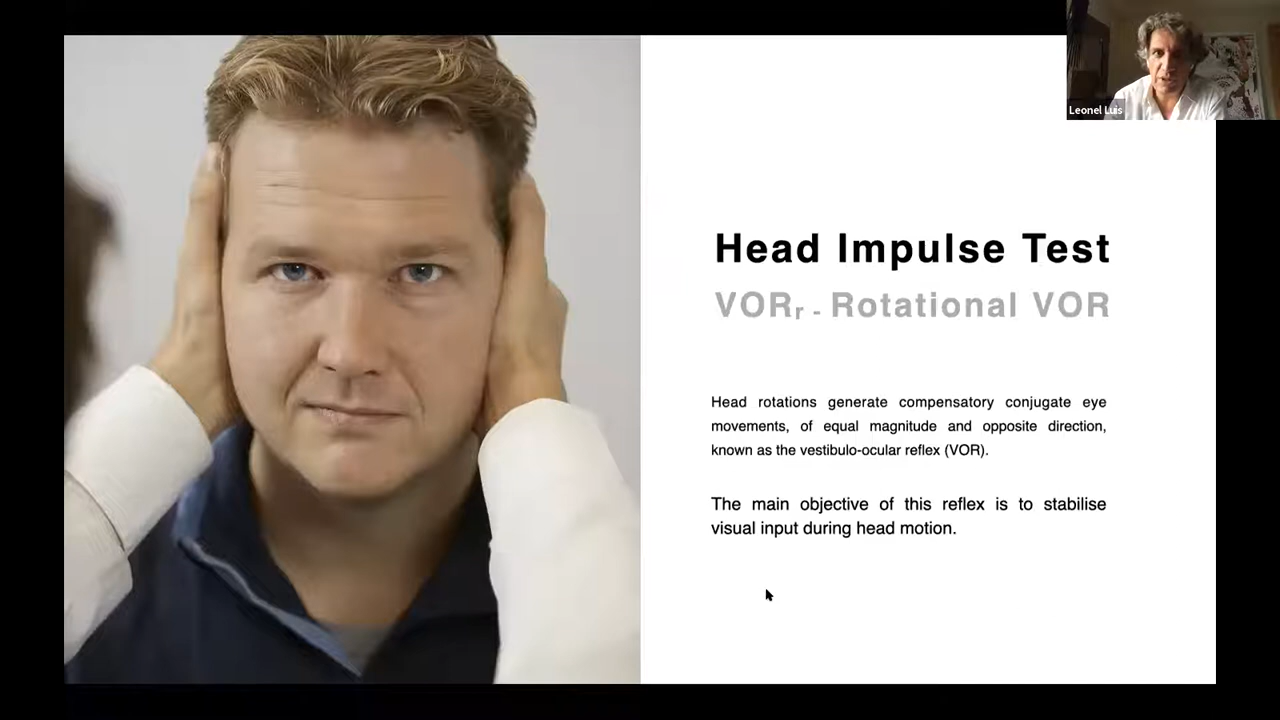 Leonel Luis
Head Impulse Test
VORr - Rotational VOR
Head rotations generate compensatory conjugate eye
movements, of equal magnitude and opposite direction,
known as the vestibulo-ocular reflex (VOR).
The main objective of this reflex is to stabilise
visual input during head motion.